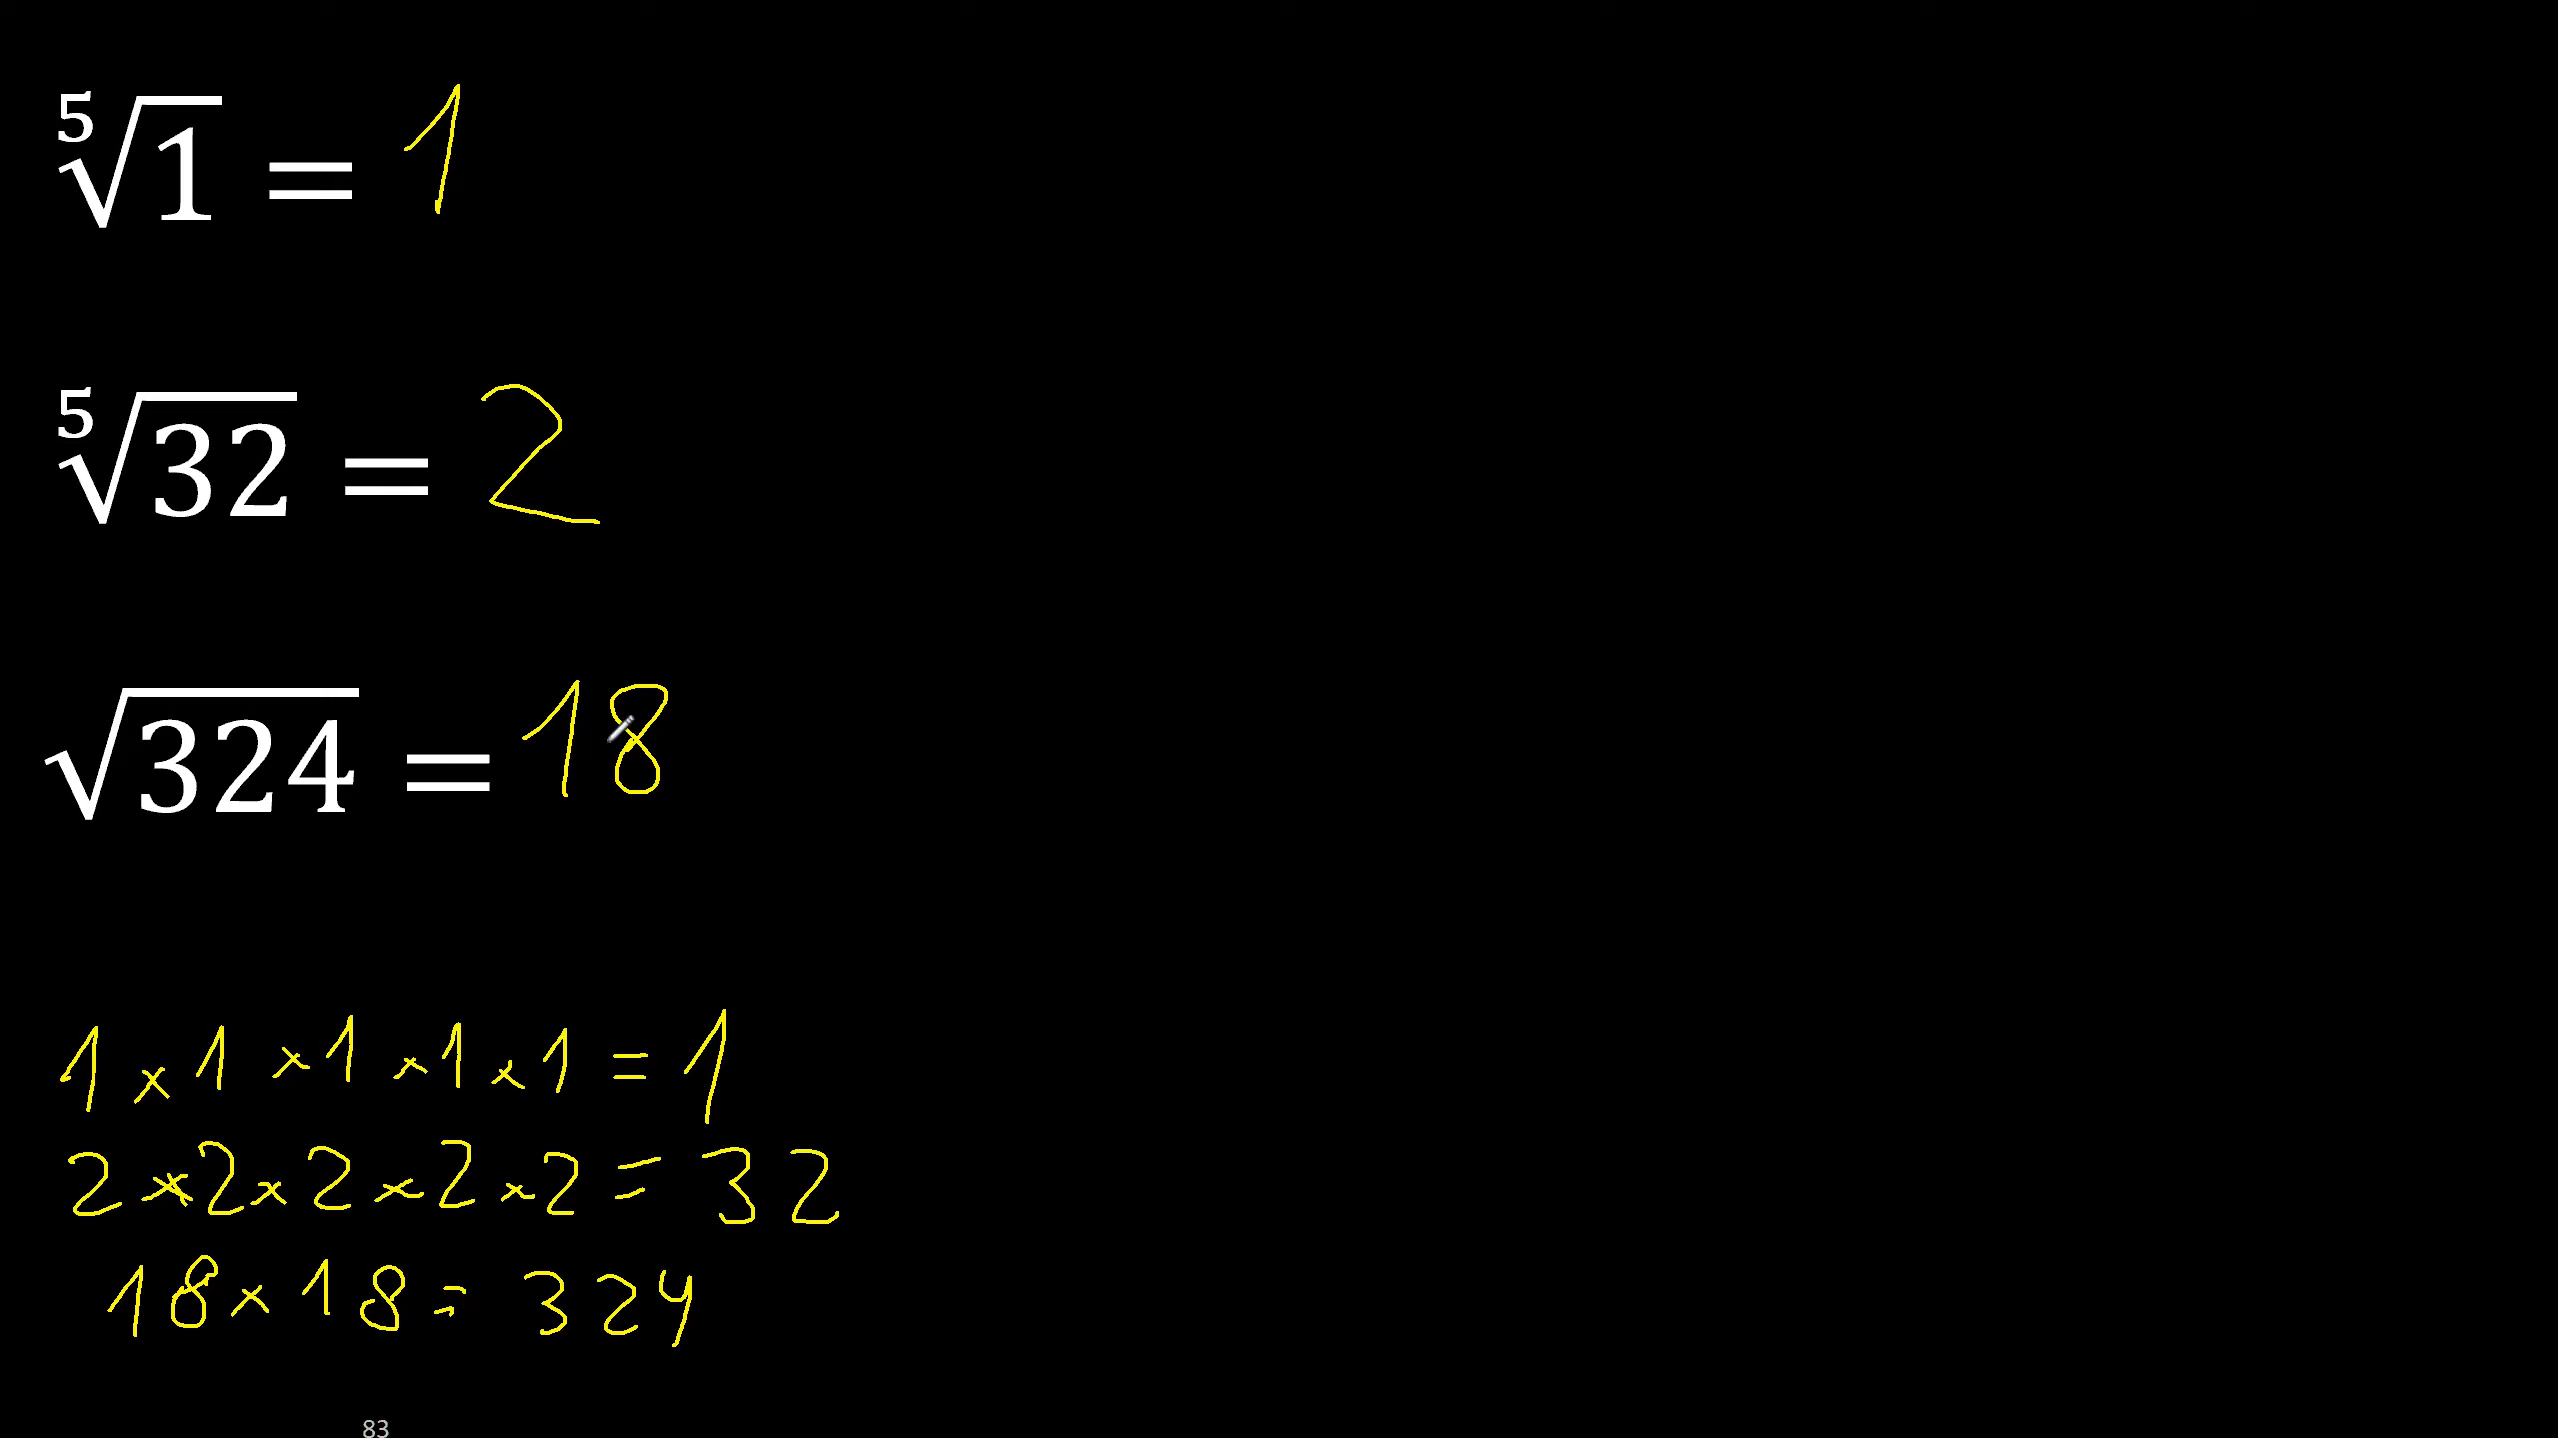 ⁵√1 = 1
⁵√32 = 2
√324 = 18
1 × 1 × 1 × 1 × 1 = 1
2 × 2 × 2 × 2 × 2 = 32
18 × 18 = 324
83